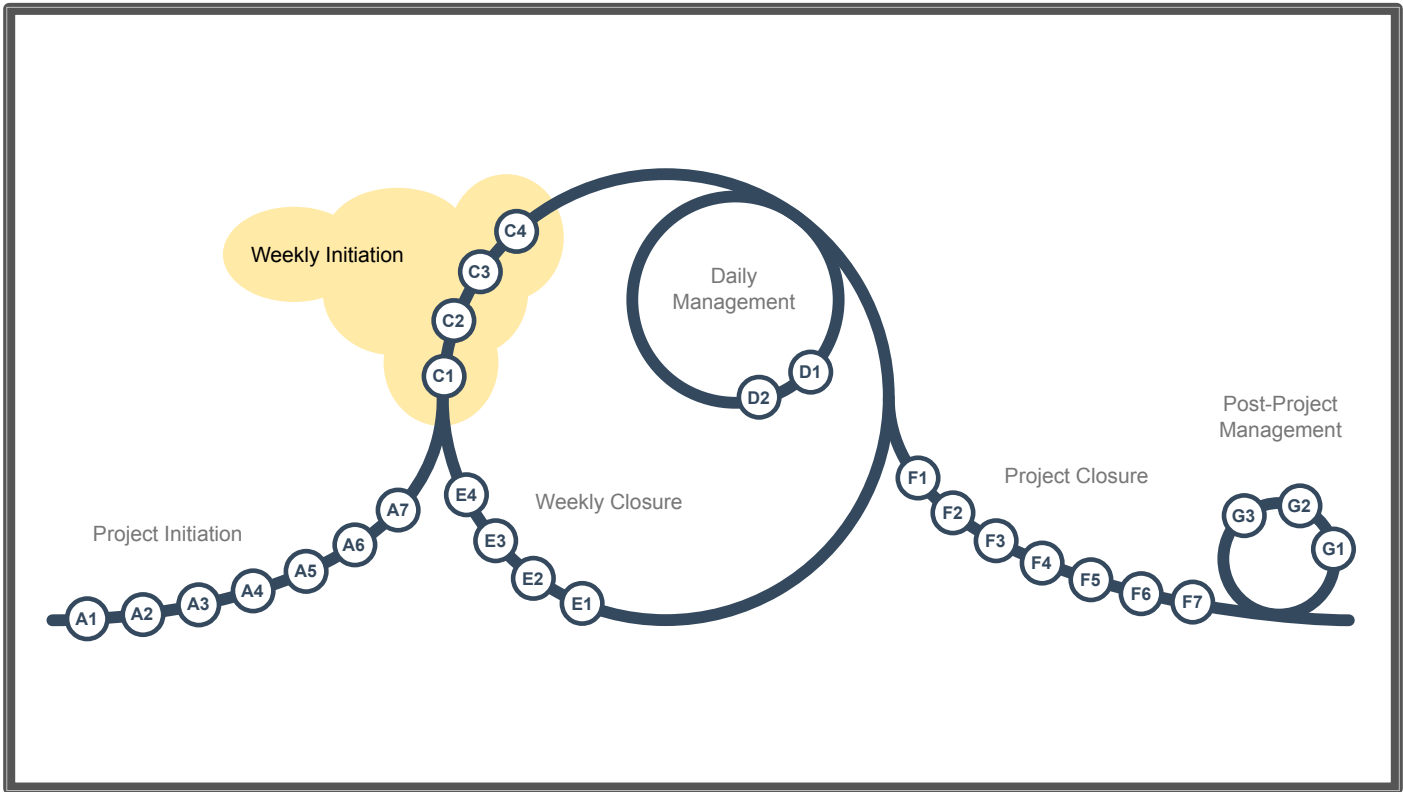 Weekly Initiation
C4
C3
C2
C1
Daily
Management
D1
D2
Project Initiation
A1
A2
A3
A4
A5
A6
A7
Weekly Closure
E4
E3
E2
E1
Project Closure
F1
F2
F3
F4
F5
F6
F7
Post-Project
Management
G3
G2
G1